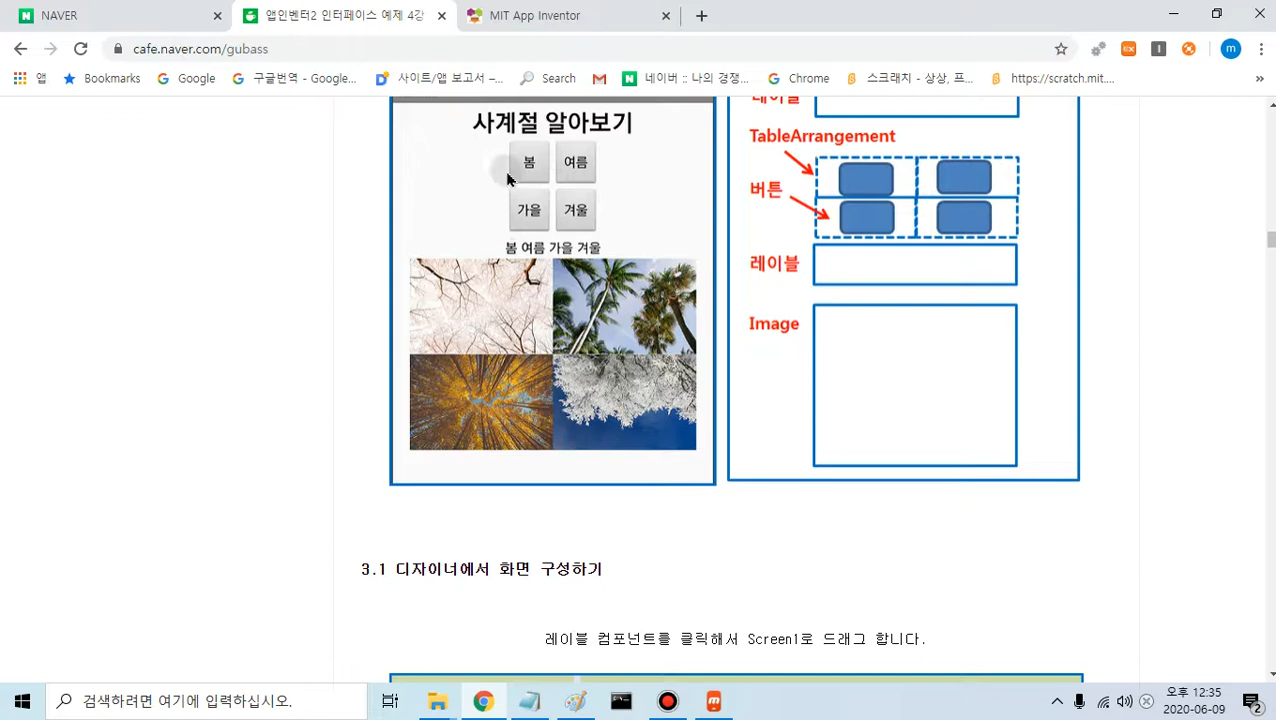 NAVER
앱인벤터2 인터페이스 예제 4강
MIT App Inventor
cafe.naver.com/gubass
m
앱
Bookmarks
Google
구글번역 - Google...
사이트/앱 보고서 -...
Search
네이버 :: 나의 경쟁...
Chrome
스크래치 - 상상, 프...
https://scratch.mit....
»
사계절 알아보기
봄 여름
가을 겨울
봄 여름 가을 겨울
레이블
TableArrangement
버튼
레이블
Image
3.1 디자이너에서 화면 구성하기
레이블 컴포넌트를 클릭해서 Screen1로 드래그 합니다.
검색하려면 여기에 입력하십시오.
오후 12:35
2020-06-09
2